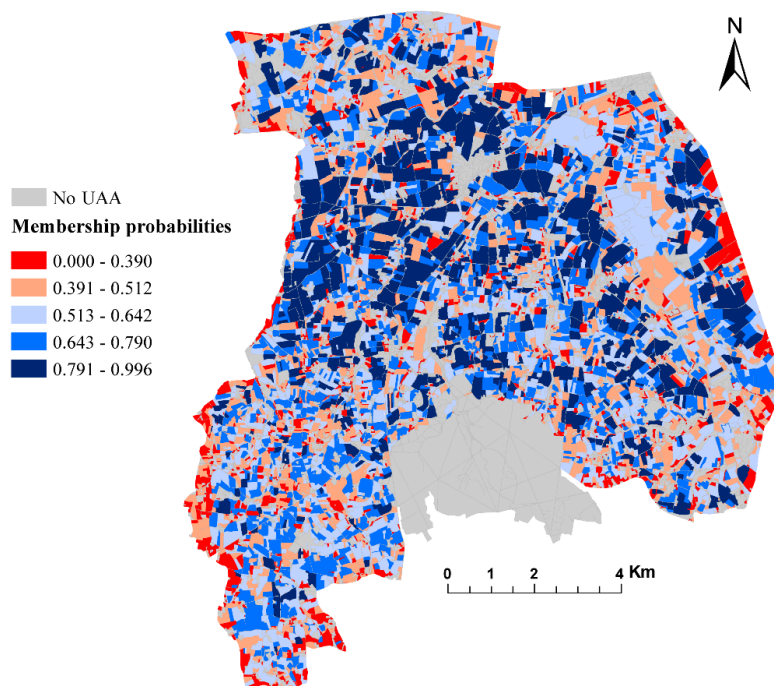 N
No UAA
Membership probabilities
0.000 - 0.390
0.391 - 0.512
0.513 - 0.642
0.643 - 0.790
0.791 - 0.996
0 1 2 4 Km